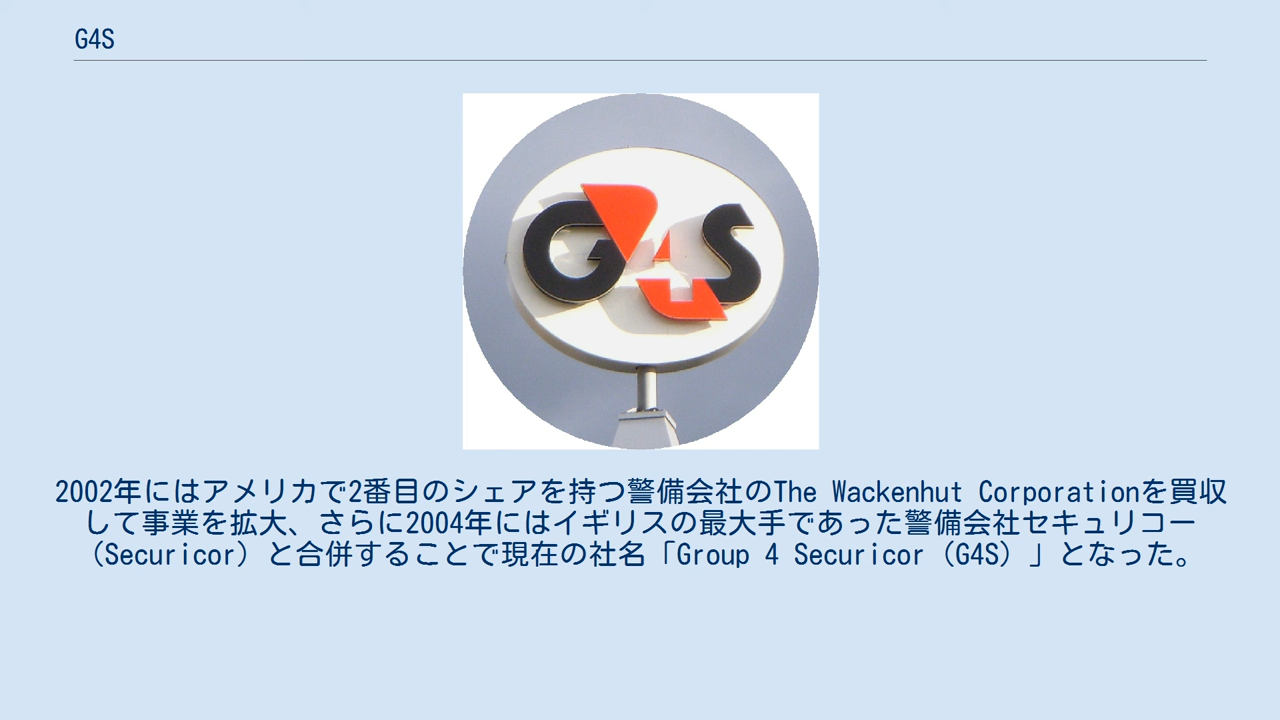 G4S
G4S
2002年にはアメリカで2番目のシェアを持つ警備会社のThe Wackenhut Corporationを買収
して事業を拡大、さらに2004年にはイギリスの最大手であった警備会社セキュリコー
（Securicor）と合併することで現在の社名「Group 4 Securicor（G4S）」となった。